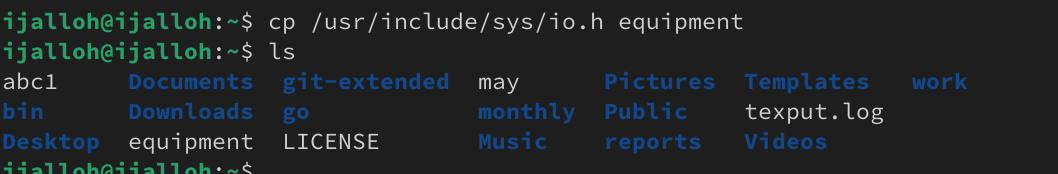 ijalloh@ijalloh:~$ cp /usr/include/sys/io.h equipment
ijalloh@ijalloh:~$ ls
abc1 Documents git-extended may Pictures Templates work
bin Downloads go monthly Public texput.log
Desktop equipment LICENSE Music reports Videos
ijalloh@ijalloh:~$